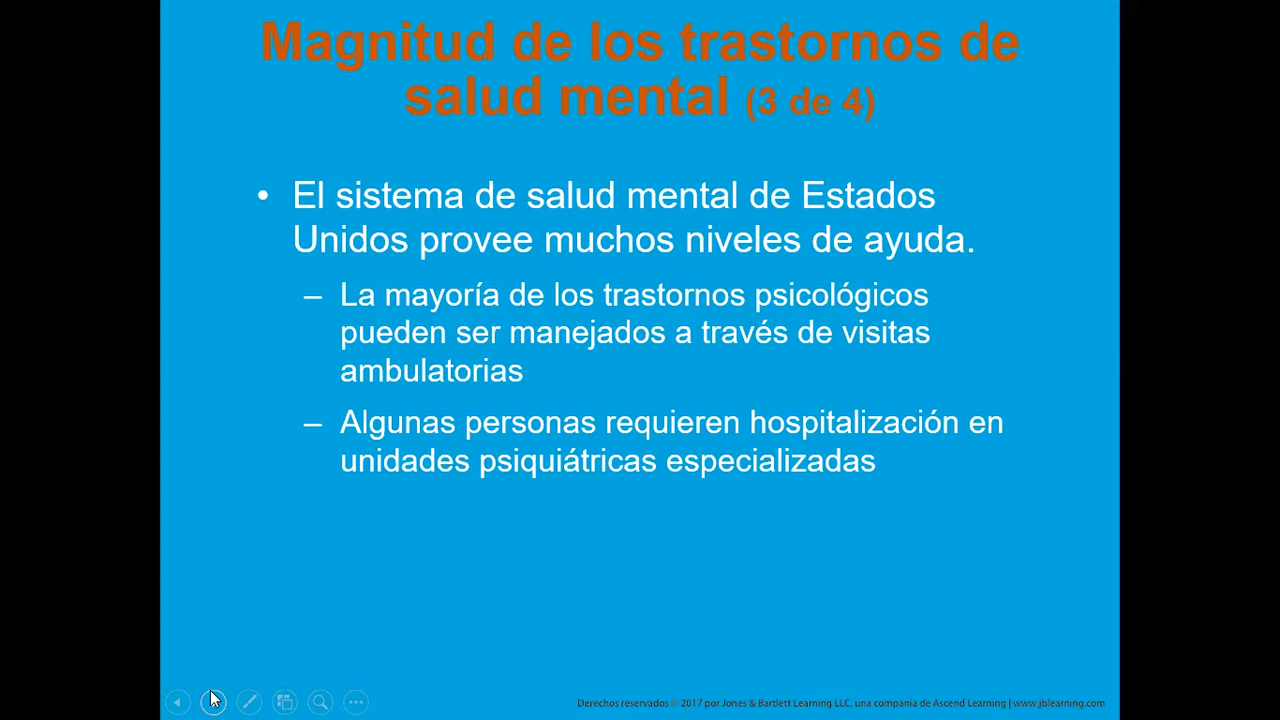 Magnitud de los trastornos de
salud mental (3 de 4)
• El sistema de salud mental de Estados
Unidos provee muchos niveles de ayuda.
– La mayoría de los trastornos psicológicos
pueden ser manejados a través de visitas
ambulatorias
– Algunas personas requieren hospitalización en
unidades psiquiátricas especializadas
Derechos reservados © 2017 por Jones & Bartlett Learning LLC. una compania de Ascend Learning | www.jblearning.com